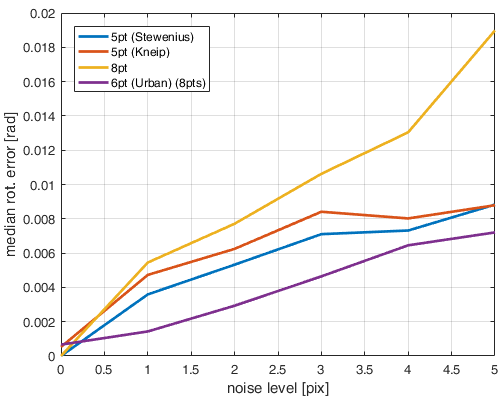 0.02
0.018
0.016
0.014
0.012
0.01
0.008
0.006
0.004
0.002
0
median rot. error [rad]
5pt (Stewenius)
5pt (Kneip)
8pt
6pt (Urban) (8pts)
0 0.5 1 1.5 2 2.5 3 3.5 4 4.5 5
noise level [pix]